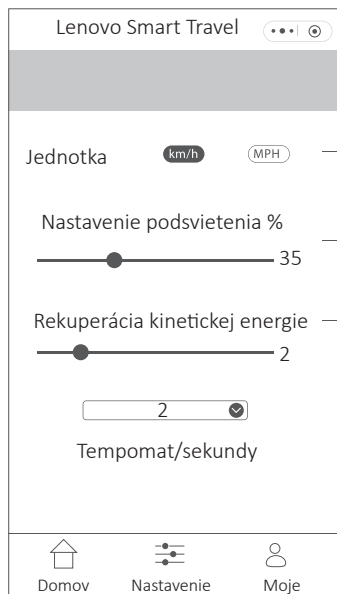 Lenovo Smart Travel
Jednotka km/h MPH
Nastavenie podsvietenia %
35
Rekuperácia kinetickej energie
2
2
Tempomat/sekundy
Domov Nastavenie Moje